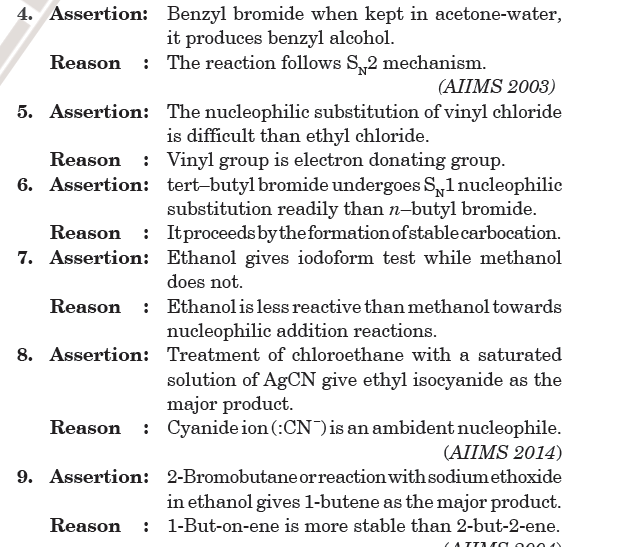 4. Assertion: Benzyl bromide when kept in acetone-water,
it produces benzyl alcohol.
Reason : The reaction follows SN2 mechanism.
(AIIMS 2003)
5. Assertion: The nucleophilic substitution of vinyl chloride
is difficult than ethyl chloride.
Reason : Vinyl group is electron donating group.
6. Assertion: tert–butyl bromide undergoes SN1 nucleophilic
substitution readily than n–butyl bromide.
Reason : It proceeds by the formation of stable carbocation.
7. Assertion: Ethanol gives iodoform test while methanol
does not.
Reason : Ethanol is less reactive than methanol towards
nucleophilic addition reactions.
8. Assertion: Treatment of chloroethane with a saturated
solution of AgCN give ethyl isocyanide as the
major product.
Reason : Cyanide ion (:CN⁻) is an ambident nucleophile.
(AIIMS 2014)
9. Assertion: 2-Bromobutane or reaction with sodium ethoxide
in ethanol gives 1-butene as the major product.
Reason : 1-But-on-ene is more stable than 2-but-2-ene.